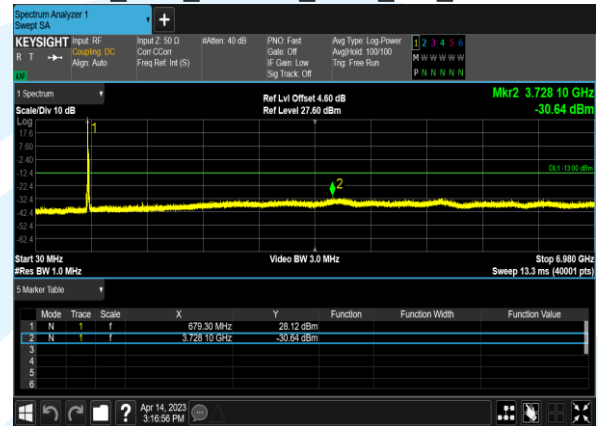 Spectrum Analyzer 1
Swept SA
KEYSIGHT Input: RF Input Z: 50 Ω #Atten: 40 dB PNO: Fast Avg Type: Log-Power 1 2 3 4 5 6
R T Coupling: DC Corr CCorr Gate: Off Avg|Hold: 100/100 M W W W W W
Align: Auto Freq Ref: Int (S) IF Gain: Low Trig: Free Run P N N N N N
Sig Track: Off
1 Spectrum Ref Lvl Offset 4.60 dB Mkr2 3.728 10 GHz
Scale/Div 10 dB Ref Level 27.60 dBm -30.64 dBm
Log
1
17.6
7.60
-2.40
DL1 -13.00 dBm
-12.4
-22.4
2
-32.4
-42.4
-52.4
-62.4
Start 30 MHz Video BW 3.0 MHz Stop 6.980 GHz
#Res BW 1.0 MHz Sweep 13.3 ms (40001 pts)
5 Marker Table
Mode Trace Scale X Y Function Function Width Function Value
1 N 1 f 679.30 MHz 28.12 dBm
2 N 1 f 3.728 10 GHz -30.64 dBm
3
4
5
6
? Apr 14, 2023
3:16:56 PM